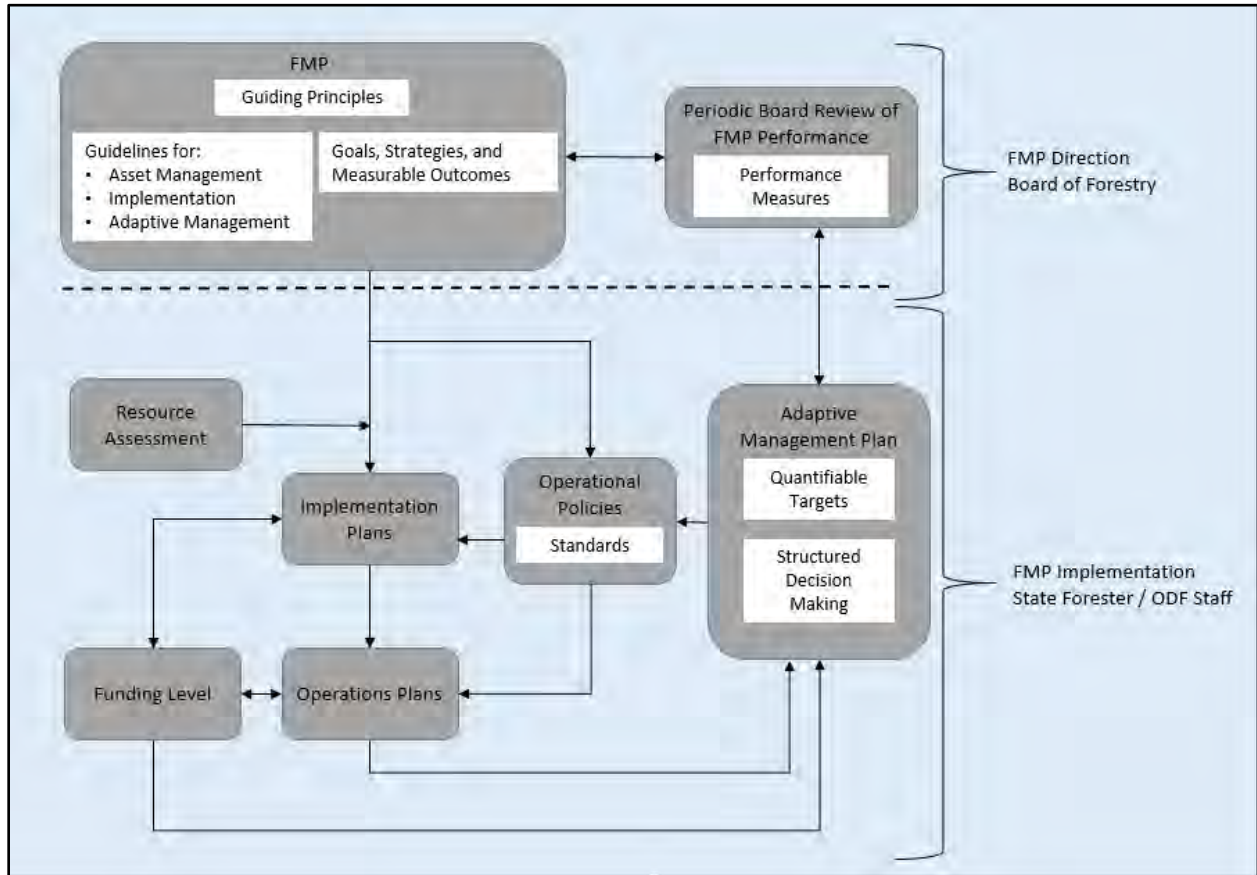 FMP
Guiding Principles
Guidelines for:
• Asset Management
• Implementation
• Adaptive Management
Goals, Strategies, and
Measurable Outcomes
Periodic Board Review of
FMP Performance
Performance
Measures
FMP Direction
Board of Forestry
Resource
Assessment
Implementation
Plans
Operational
Policies
Standards
Adaptive
Management Plan
Quantifiable
Targets
Structured
Decision
Making
FMP Implementation
State Forester / ODF Staff
Funding Level
Operations Plans